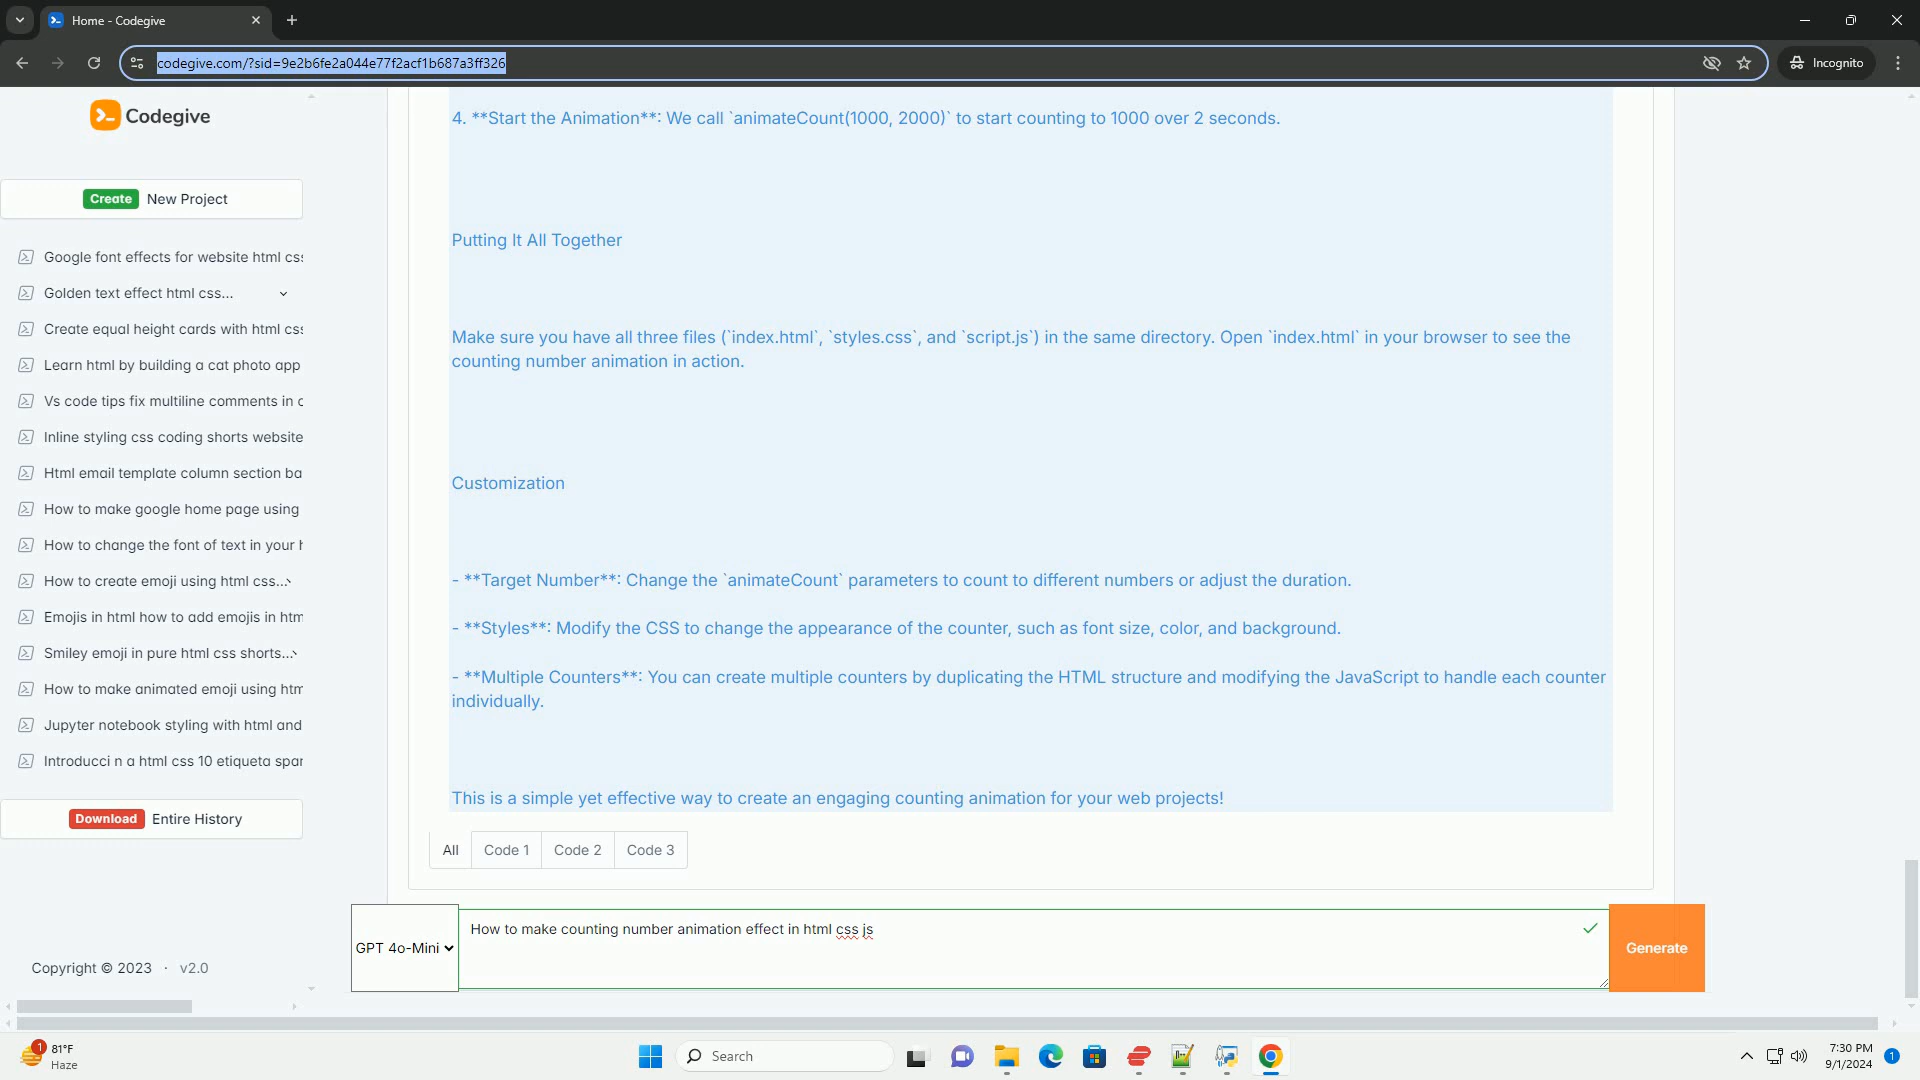 Home - Codegive
codegive.com/?sid=9e2b6fe2a044e77f2acf1b687a3ff326
Incognito
Codegive
Create New Project
Google font effects for website html css
Golden text effect html css...
Create equal height cards with html css
Learn html by building a cat photo app
Vs code tips fix multiline comments in c
Inline styling css coding shorts website
Html email template column section ba
How to make google home page using
How to change the font of text in your h
How to create emoji using html css...
Emojis in html how to add emojis in htm
Smiley emoji in pure html css shorts...
How to make animated emoji using htm
Jupyter notebook styling with html and
Introducci n a html css 10 etiqueta spar
Download Entire History
Copyright © 2023 · v2.0
4. **Start the Animation**: We call `animateCount(1000, 2000)` to start counting to 1000 over 2 seconds.
Putting It All Together
Make sure you have all three files (`index.html`, `styles.css`, and `script.js`) in the same directory. Open `index.html` in your browser to see the
counting number animation in action.
Customization
- **Target Number**: Change the `animateCount` parameters to count to different numbers or adjust the duration.
- **Styles**: Modify the CSS to change the appearance of the counter, such as font size, color, and background.
- **Multiple Counters**: You can create multiple counters by duplicating the HTML structure and modifying the JavaScript to handle each counter
individually.
This is a simple yet effective way to create an engaging counting animation for your web projects!
All Code 1 Code 2 Code 3
GPT 4o-Mini
How to make counting number animation effect in html css js
Generate
1
81°F
Haze
Search
7:30 PM
9/1/2024
1